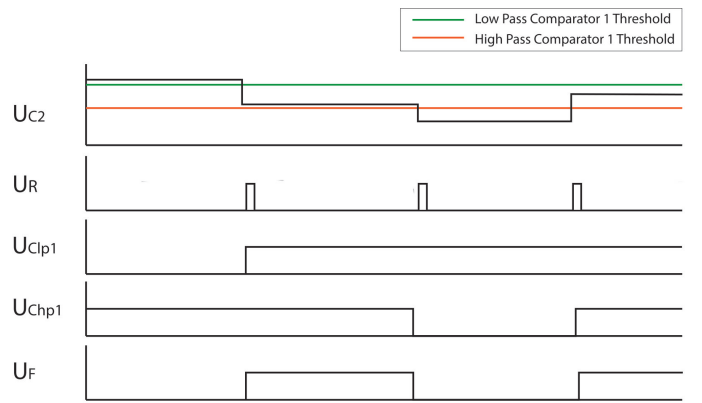 Low Pass Comparator 1 Threshold
High Pass Comparator 1 Threshold
UC2
UR
UClp1
UChp1
UF